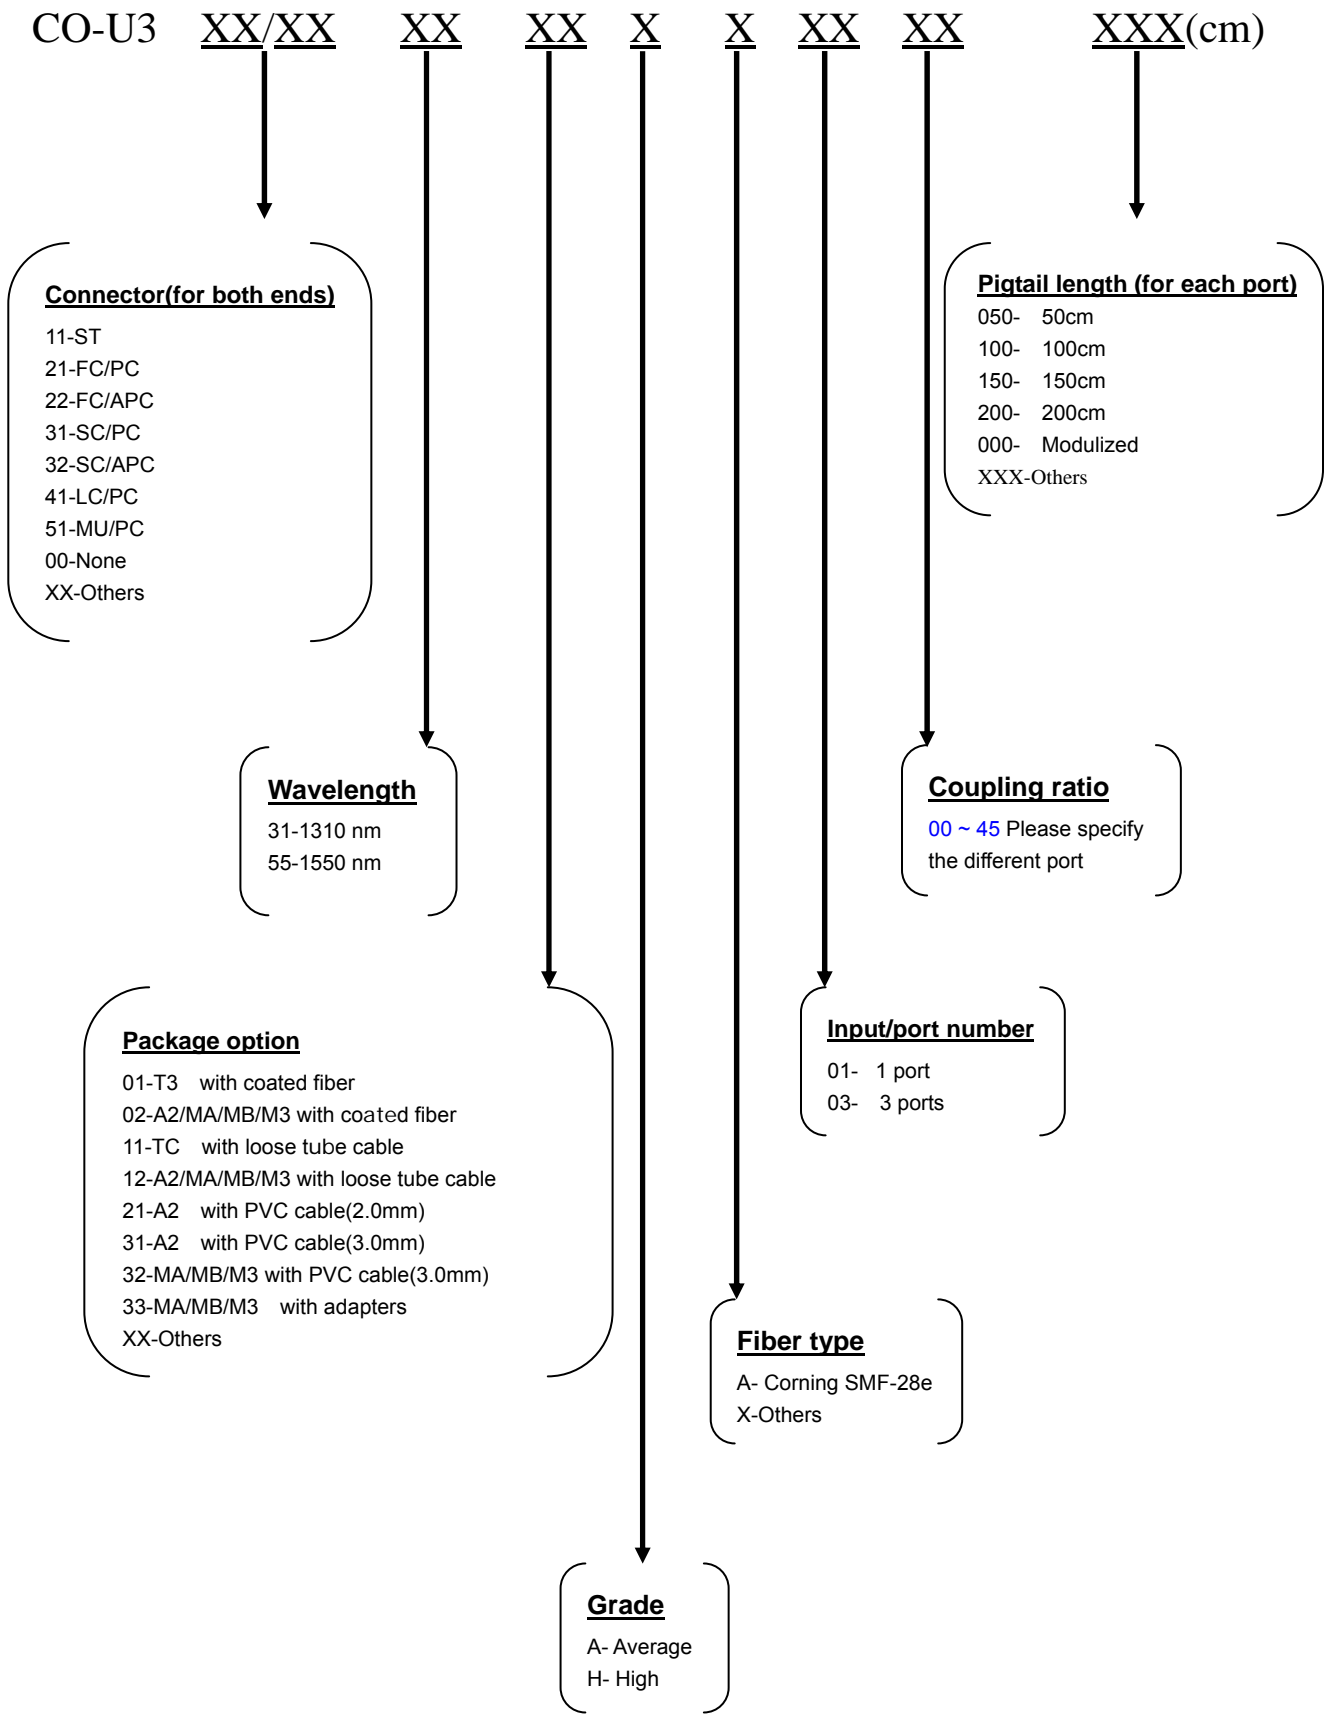 CO-U3 XX/XX XX XX X X XX XX XXX(cm)
Connector(for both ends)
11-ST
21-FC/PC
22-FC/APC
31-SC/PC
32-SC/APC
41-LC/PC
51-MU/PC
00-None
XX-Others
Pigtail length (for each port)
050- 50cm
100- 100cm
150- 150cm
200- 200cm
000- Modulized
XXX-Others
Wavelength
31-1310 nm
55-1550 nm
Coupling ratio
00 ~ 45 Please specify
the different port
Package option
01-T3 with coated fiber
02-A2/MA/MB/M3 with coated fiber
11-TC with loose tube cable
12-A2/MA/MB/M3 with loose tube cable
21-A2 with PVC cable(2.0mm)
31-A2 with PVC cable(3.0mm)
32-MA/MB/M3 with PVC cable(3.0mm)
33-MA/MB/M3 with adapters
XX-Others
Input/port number
01- 1 port
03- 3 ports
Fiber type
A- Corning SMF-28e
X-Others
Grade
A- Average
H- High